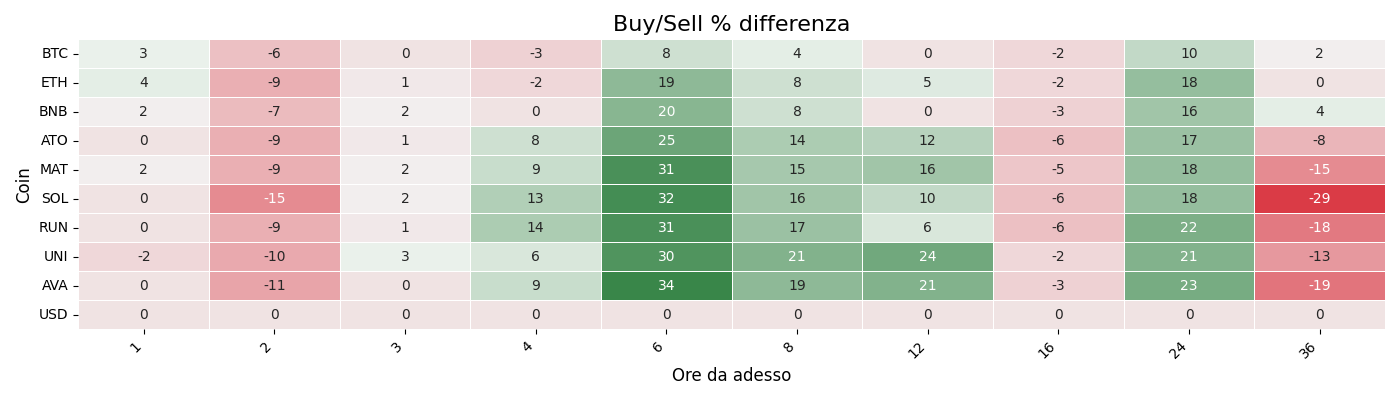 Buy/Sell % differenza
Coin
BTC 3 -6 0 -3 8 4 0 -2 10 2
ETH 4 -9 1 -2 19 8 5 -2 18 0
BNB 2 -7 2 0 20 8 0 -3 16 4
ATO 0 -9 1 8 25 14 12 -6 17 -8
MAT 2 -9 2 9 31 15 16 -5 18 -15
SOL 0 -15 2 13 32 16 10 -6 18 -29
RUN 0 -9 1 14 31 17 6 -6 22 -18
UNI -2 -10 3 6 30 21 24 -2 21 -13
AVA 0 -11 0 9 34 19 21 -3 23 -19
USD 0 0 0 0 0 0 0 0 0 0
1 2 3 4 6 8 12 16 24 36
Ore da adesso